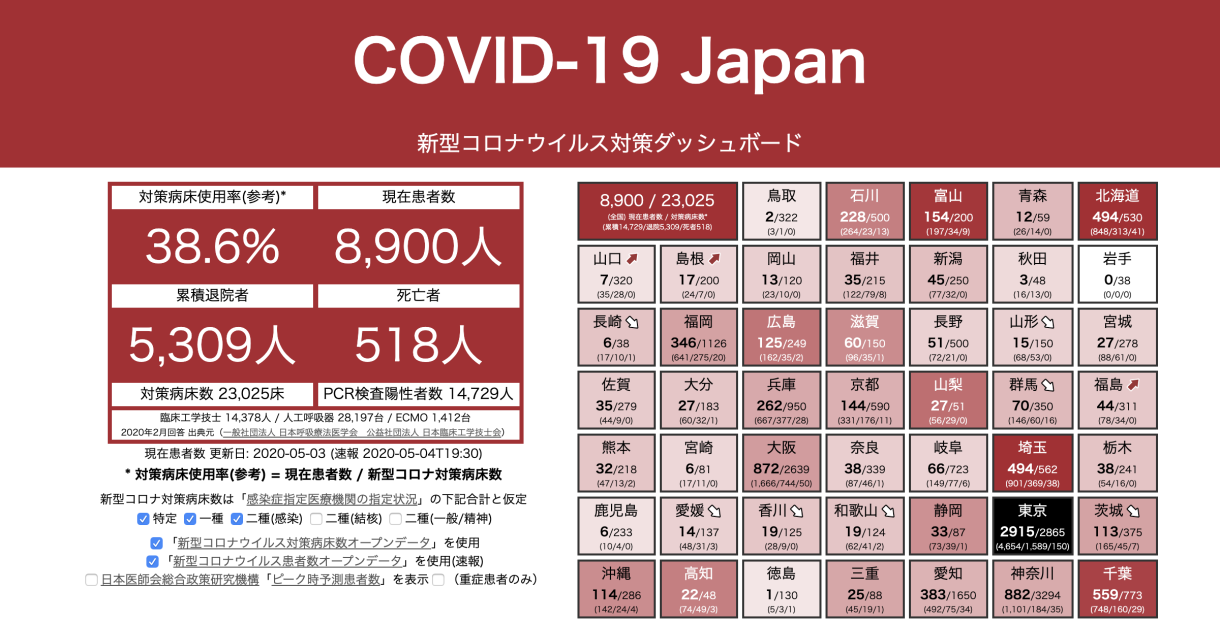 COVID-19 Japan
新型コロナウイルス対策ダッシュボード
対策病床使用率(参考)*
現在患者数
38.6%
8,900人
累積退院者
死亡者
5,309人
518人
対策病床数 23,025床
PCR検査陽性者数 14,729人
臨床工学技士 14,378人 / 人工呼吸器 28,197台 / ECMO 1,412台
2020年2月回答 出典元 (一般社団法人 日本呼吸療法医学会 公益社団法人 日本臨床工学技士会)
現在患者数 更新日: 2020-05-03 (速報 2020-05-04T19:30)
* 対策病床使用率(参考) = 現在患者数 / 新型コロナ対策病床数
新型コロナ対策病床数は「感染症指定医療機関の指定状況」の下記合計と仮定
特定 一種 二種(感染) 二種(結核) 二種(一般/精神)
「新型コロナウイルス対策病床数オープンデータ」を使用
「新型コロナウイルス患者数オープンデータ」を使用(速報)
日本医師会総合政策研究機構「ピーク時予測患者数」を表示 (重症患者のみ)
8,900 / 23,025
(全国) 現在患者数 / 対策病床数*
(累積14,729/退院5,309/死者518)
鳥取
2/322
(3/1/0)
石川
228/500
(264/23/13)
富山
154/200
(197/34/9)
青森
12/59
(26/14/0)
北海道
494/530
(848/313/41)
山口
7/320
(35/28/0)
島根
17/200
(24/7/0)
岡山
13/120
(23/10/0)
福井
35/215
(122/79/8)
新潟
45/250
(77/32/0)
秋田
3/48
(16/13/0)
岩手
0/38
(0/0/0)
長崎
6/38
(17/10/1)
福岡
346/1126
(641/275/20)
広島
125/249
(162/35/2)
滋賀
60/150
(96/35/1)
長野
51/500
(72/21/0)
山形
15/150
(68/53/0)
宮城
27/278
(88/61/0)
佐賀
35/279
(44/9/0)
大分
27/183
(60/32/1)
兵庫
262/950
(667/377/28)
京都
144/590
(331/176/11)
山梨
27/51
(56/29/0)
群馬
70/350
(146/60/16)
福島
44/311
(78/34/0)
熊本
32/218
(47/13/2)
宮崎
6/81
(17/11/0)
大阪
872/2639
(1,666/744/50)
奈良
38/339
(87/46/1)
岐阜
66/723
(149/77/6)
埼玉
494/562
(901/369/38)
栃木
38/241
(54/16/0)
鹿児島
6/233
(10/4/0)
愛媛
14/137
(48/31/3)
香川
19/125
(28/9/0)
和歌山
19/124
(62/41/2)
静岡
33/87
(73/39/1)
東京
2915/2865
(4,654/1,589/150)
茨城
113/375
(165/45/7)
沖縄
114/286
(142/24/4)
高知
22/48
(74/49/3)
徳島
1/130
(5/3/1)
三重
25/88
(45/19/1)
愛知
383/1650
(492/75/34)
神奈川
882/3294
(1,101/184/35)
千葉
559/773
(748/160/29)